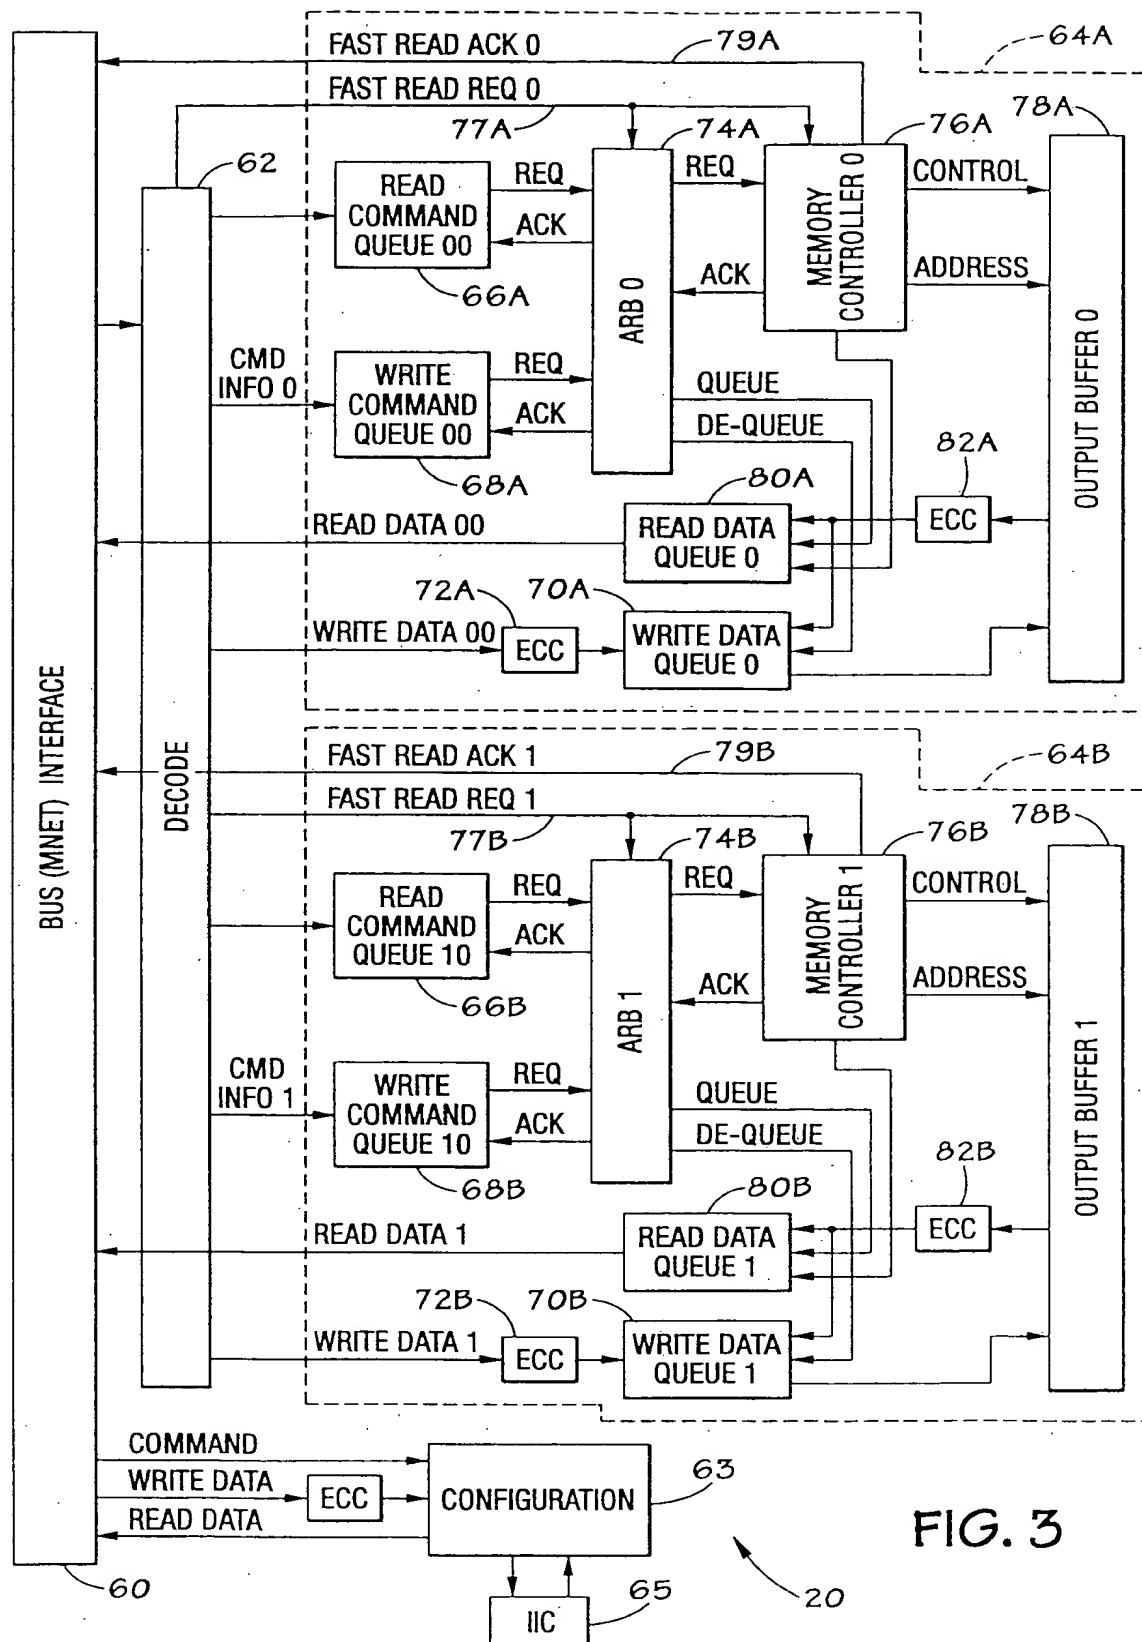 FAST READ ACK 0
79A
64A
FAST READ REQ 0
77A
74A
76A
78A
62
READ
COMMAND
QUEUE 00
REQ
ACK
66A
REQ
ACK
MEMORY
CONTROLLER 0
CONTROL
ADDRESS
ARB 0
OUTPUT BUFFER 0
CMD
INFO 0
WRITE
COMMAND
QUEUE 00
REQ
ACK
68A
QUEUE
DE-QUEUE
80A
82A
READ DATA 00
READ DATA
QUEUE 0
ECC
72A
70A
WRITE DATA 00
ECC
WRITE DATA
QUEUE 0
BUS (MNET) INTERFACE
DECODE
FAST READ ACK 1
79B
64B
FAST READ REQ 1
77B
74B
76B
78B
READ
COMMAND
QUEUE 10
REQ
ACK
66B
REQ
ACK
MEMORY
CONTROLLER 1
CONTROL
ADDRESS
ARB 1
OUTPUT BUFFER 1
CMD
INFO 1
WRITE
COMMAND
QUEUE 10
REQ
ACK
68B
QUEUE
DE-QUEUE
80B
82B
READ DATA 1
READ DATA
QUEUE 1
ECC
72B
70B
WRITE DATA 1
ECC
WRITE DATA
QUEUE 1
COMMAND
WRITE DATA
ECC
READ DATA
CONFIGURATION
63
60
65
IIC
20
FIG. 3